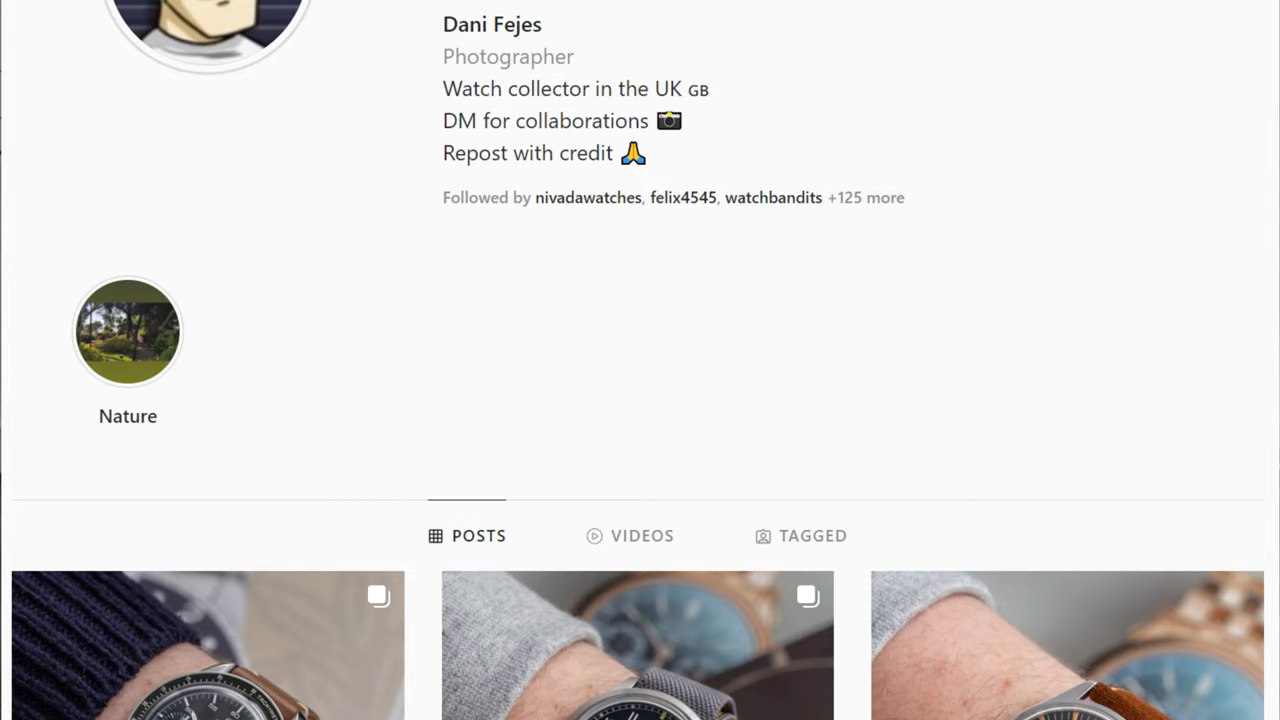 Dani Fejes
Photographer
Watch collector in the UK GB
DM for collaborations 📷
Repost with credit 🙏
Followed by nivadawatches, felix4545, watchbandits +125 more
Nature
POSTS VIDEOS TAGGED